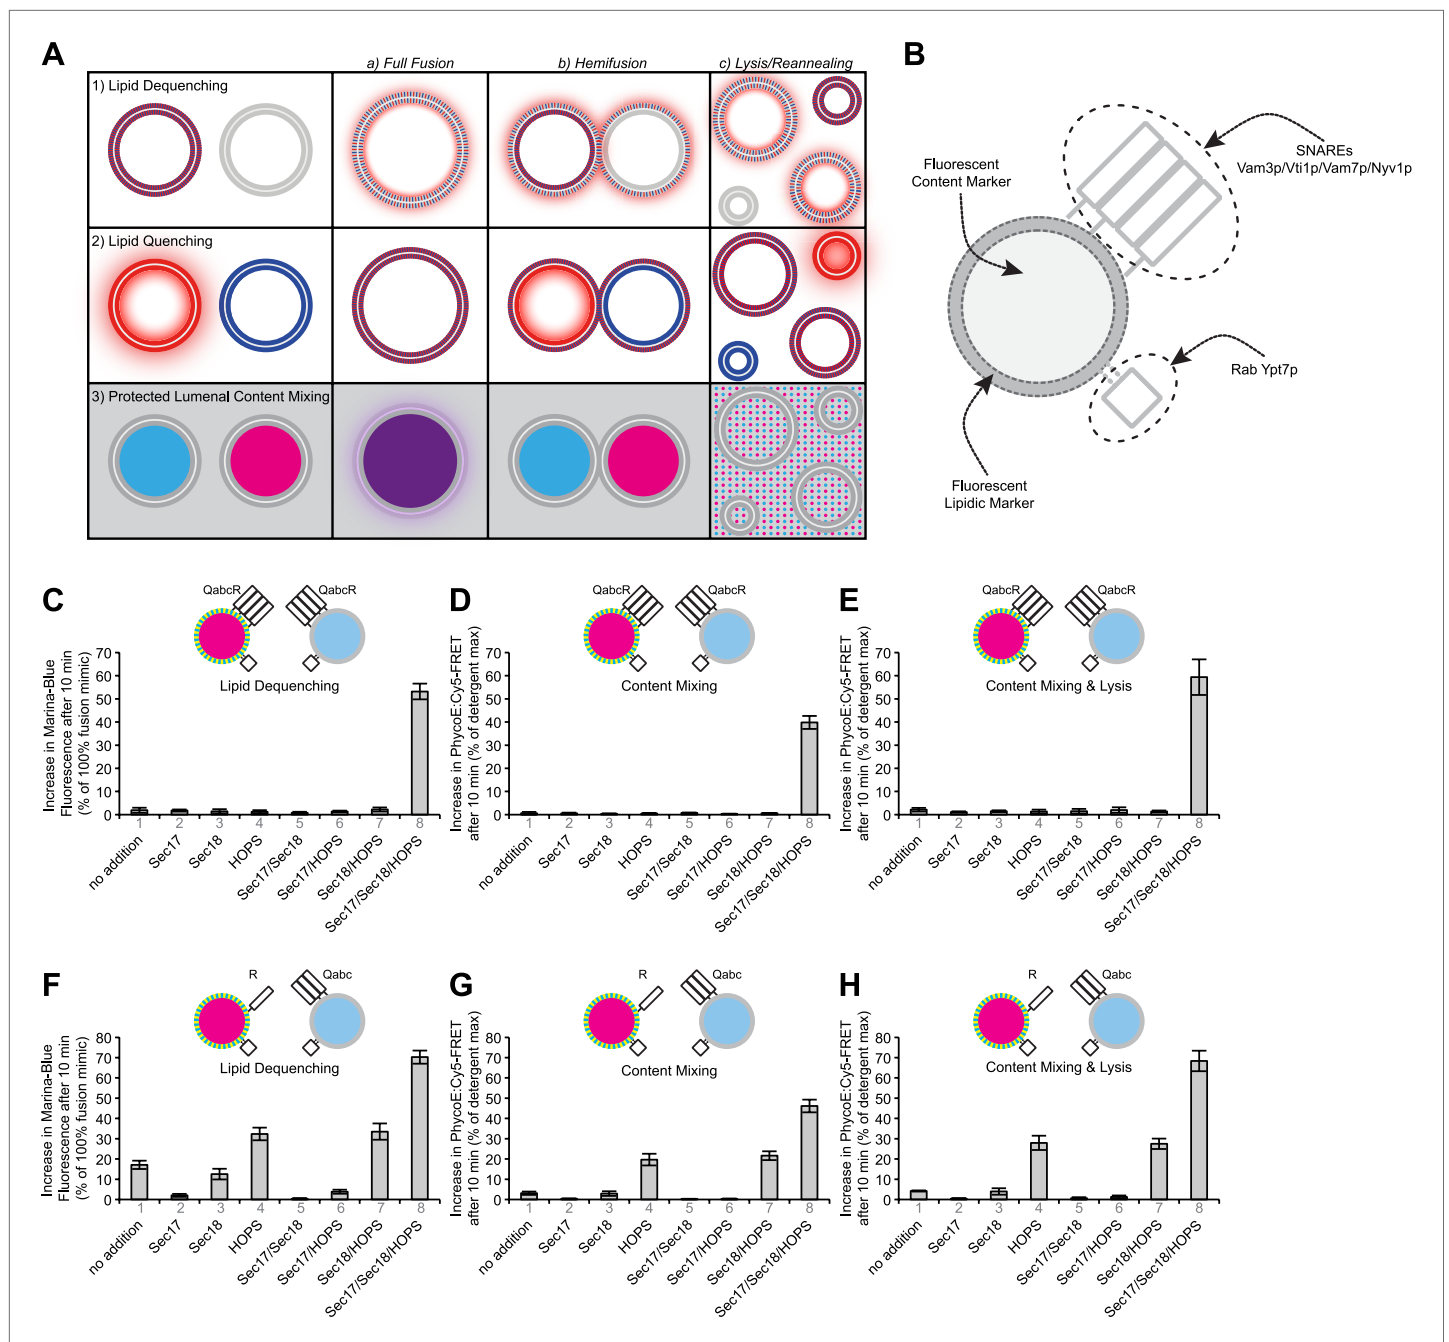 A
a) Full Fusion
b) Hemifusion
c) Lysis/Reannealing
1) Lipid Dequenching
2) Lipid Quenching
3) Protected Lumenal Content Mixing
B
Fluorescent
Content Marker
SNAREs
Vam3p/Vti1p/Vam7p/Nyv1p
Rab Ypt7p
Fluorescent
Lipidic Marker
C
QabcR
QabcR
Lipid Dequenching
Increase in Marina-Blue
Fluorescence after 10 min
(% of 100% fusion mimic)
70
60
50
40
30
20
10
0
1
2
3
4
5
6
7
8
no addition
Sec17
Sec18
HOPS
Sec17/Sec18
Sec17/HOPS
Sec18/HOPS
Sec17/Sec18/HOPS
D
QabcR
QabcR
Content Mixing
Increase in PhycoE:Cy5-FRET
after 10 min (% of detergent max)
70
60
50
40
30
20
10
0
1
2
3
4
5
6
7
8
no addition
Sec17
Sec18
HOPS
Sec17/Sec18
Sec17/HOPS
Sec18/HOPS
Sec17/Sec18/HOPS
E
QabcR
QabcR
Content Mixing & Lysis
Increase in PhycoE:Cy5-FRET
after 10 min (% of detergent max)
70
60
50
40
30
20
10
0
1
2
3
4
5
6
7
8
no addition
Sec17
Sec18
HOPS
Sec17/Sec18
Sec17/HOPS
Sec18/HOPS
Sec17/Sec18/HOPS
F
R
Qabc
Lipid Dequenching
Increase in Marina-Blue
Fluorescence after 10 min
(% of 100% fusion mimic)
80
70
60
50
40
30
20
10
0
1
2
3
4
5
6
7
8
no addition
Sec17
Sec18
HOPS
Sec17/Sec18
Sec17/HOPS
Sec18/HOPS
Sec17/Sec18/HOPS
G
R
Qabc
Content Mixing
Increase in PhycoE:Cy5-FRET
after 10 min (% of detergent max)
80
70
60
50
40
30
20
10
0
1
2
3
4
5
6
7
8
no addition
Sec17
Sec18
HOPS
Sec17/Sec18
Sec17/HOPS
Sec18/HOPS
Sec17/Sec18/HOPS
H
R
Qabc
Content Mixing & Lysis
Increase in PhycoE:Cy5-FRET
after 10 min (% of detergent max)
80
70
60
50
40
30
20
10
0
1
2
3
4
5
6
7
8
no addition
Sec17
Sec18
HOPS
Sec17/Sec18
Sec17/HOPS
Sec18/HOPS
Sec17/Sec18/HOPS